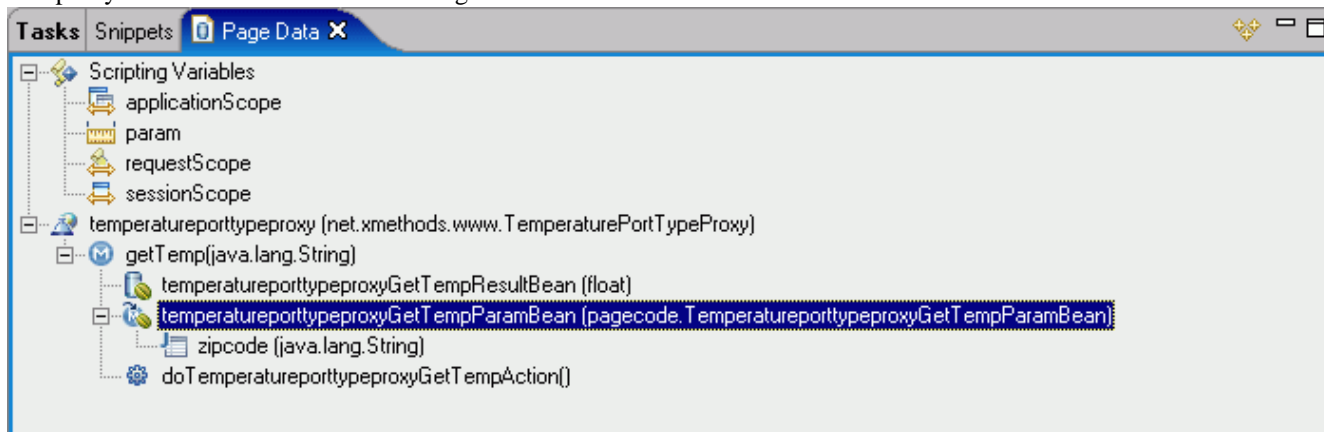 Tasks Snippets Page Data
Scripting Variables
applicationScope
param
requestScope
sessionScope
temperatureporttypeproxy (net.xmethods.www.TemperaturePortTypeProxy)
getTemp(java.lang.String)
temperatureporttypeproxyGetTempResultBean (float)
temperatureporttypeproxyGetTempParamBean (pagecode.TemperatureporttypeproxyGetTempParamBean)
zipcode (java.lang.String)
doTemperatureporttypeproxyGetTempAction()